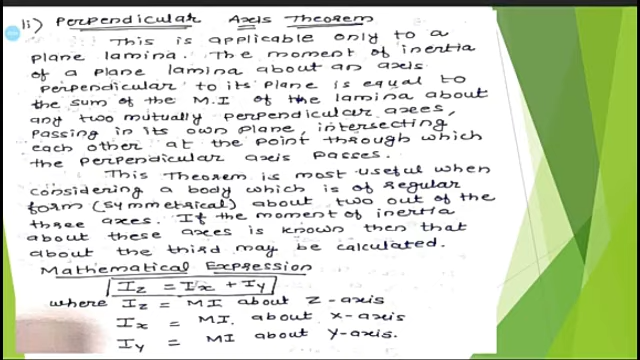 ii) Perpendicular Axis Theorem
This is applicable only to a
plane lamina. The moment of inertia
of a plane lamina about an axis
perpendicular to its plane is equal to
the sum of the M.I of the lamina about
any two mutually perpendicular axees,
passing in its own plane, intersecting
each other at the point through which
the perpendicular axis passes.
This Theorem is most useful when
considering a body which is of regular
form (symmetrical) about two out of the
three axes. If the moment of inertia
about these axes is known then that
about the third may be calculated.
Mathematical Expression
Iz = Ix + Iy
where Iz = MI about z-axis
Ix = MI. about x-axis
Iy = MI about y-axis.